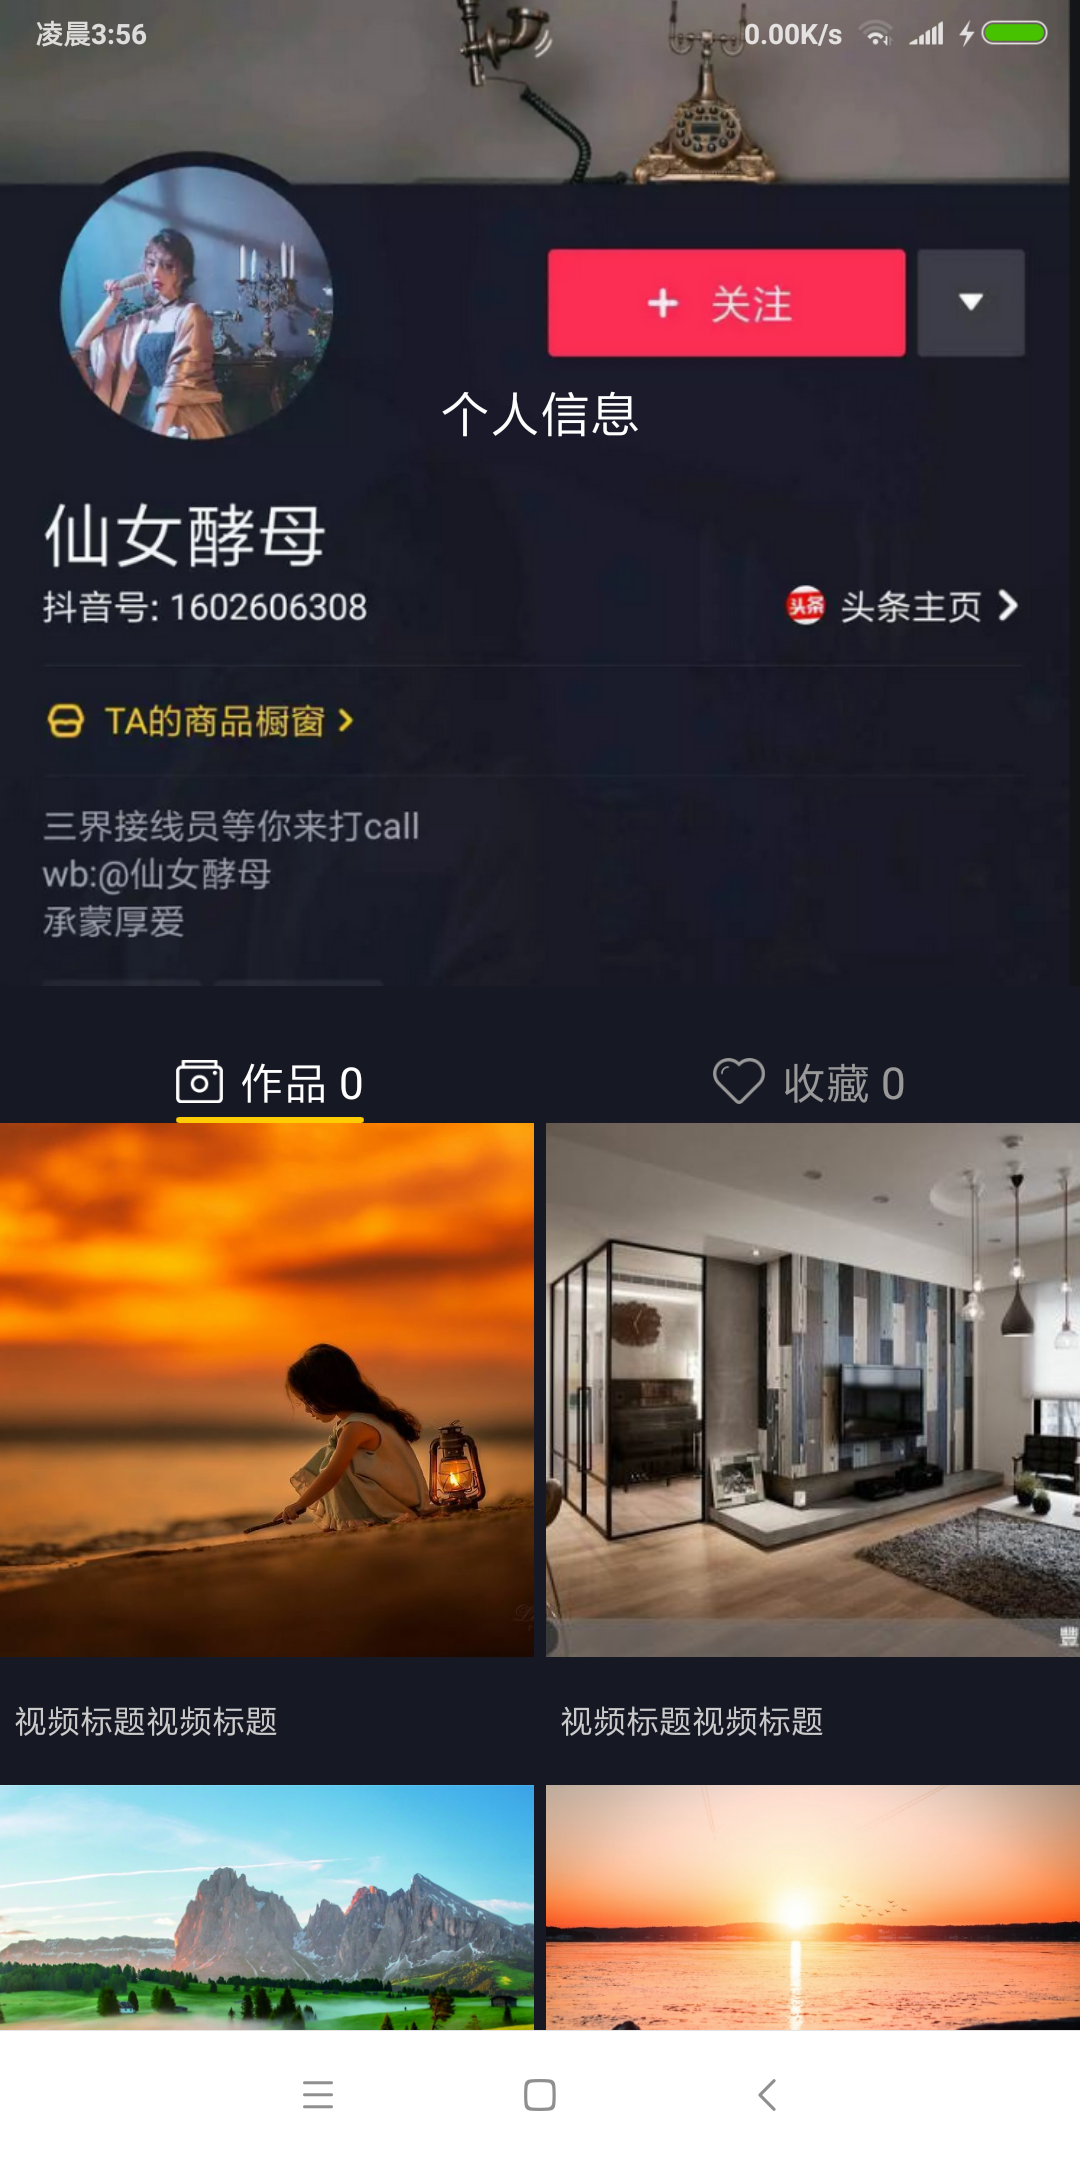 凌晨3:56
0.00K/s
+ 关注
个人信息
仙女酵母
抖音号: 1602606308
头条 头条主页
TA的商品橱窗
三界接线员等你来打call
wb:@仙女酵母
承蒙厚爱
作品 0
收藏 0
視频标题视频标题
视频标题视频标题